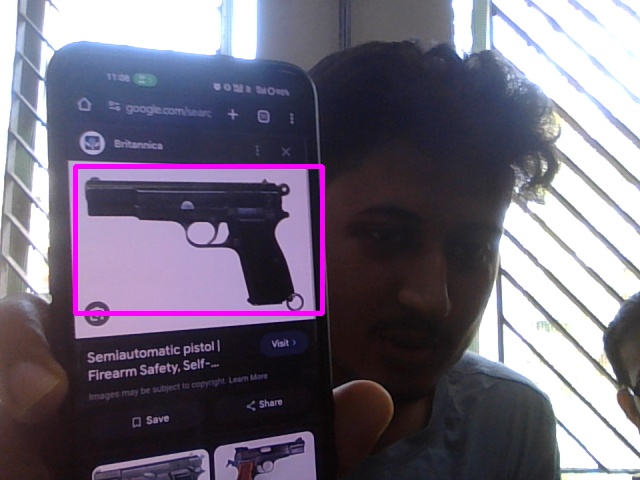 11:08
google.com/searc
Britannica
Semiautomatic pistol |
Firearm Safety, Self-...
Visit >
Images may be subject to copyright. Learn More
Save
Share